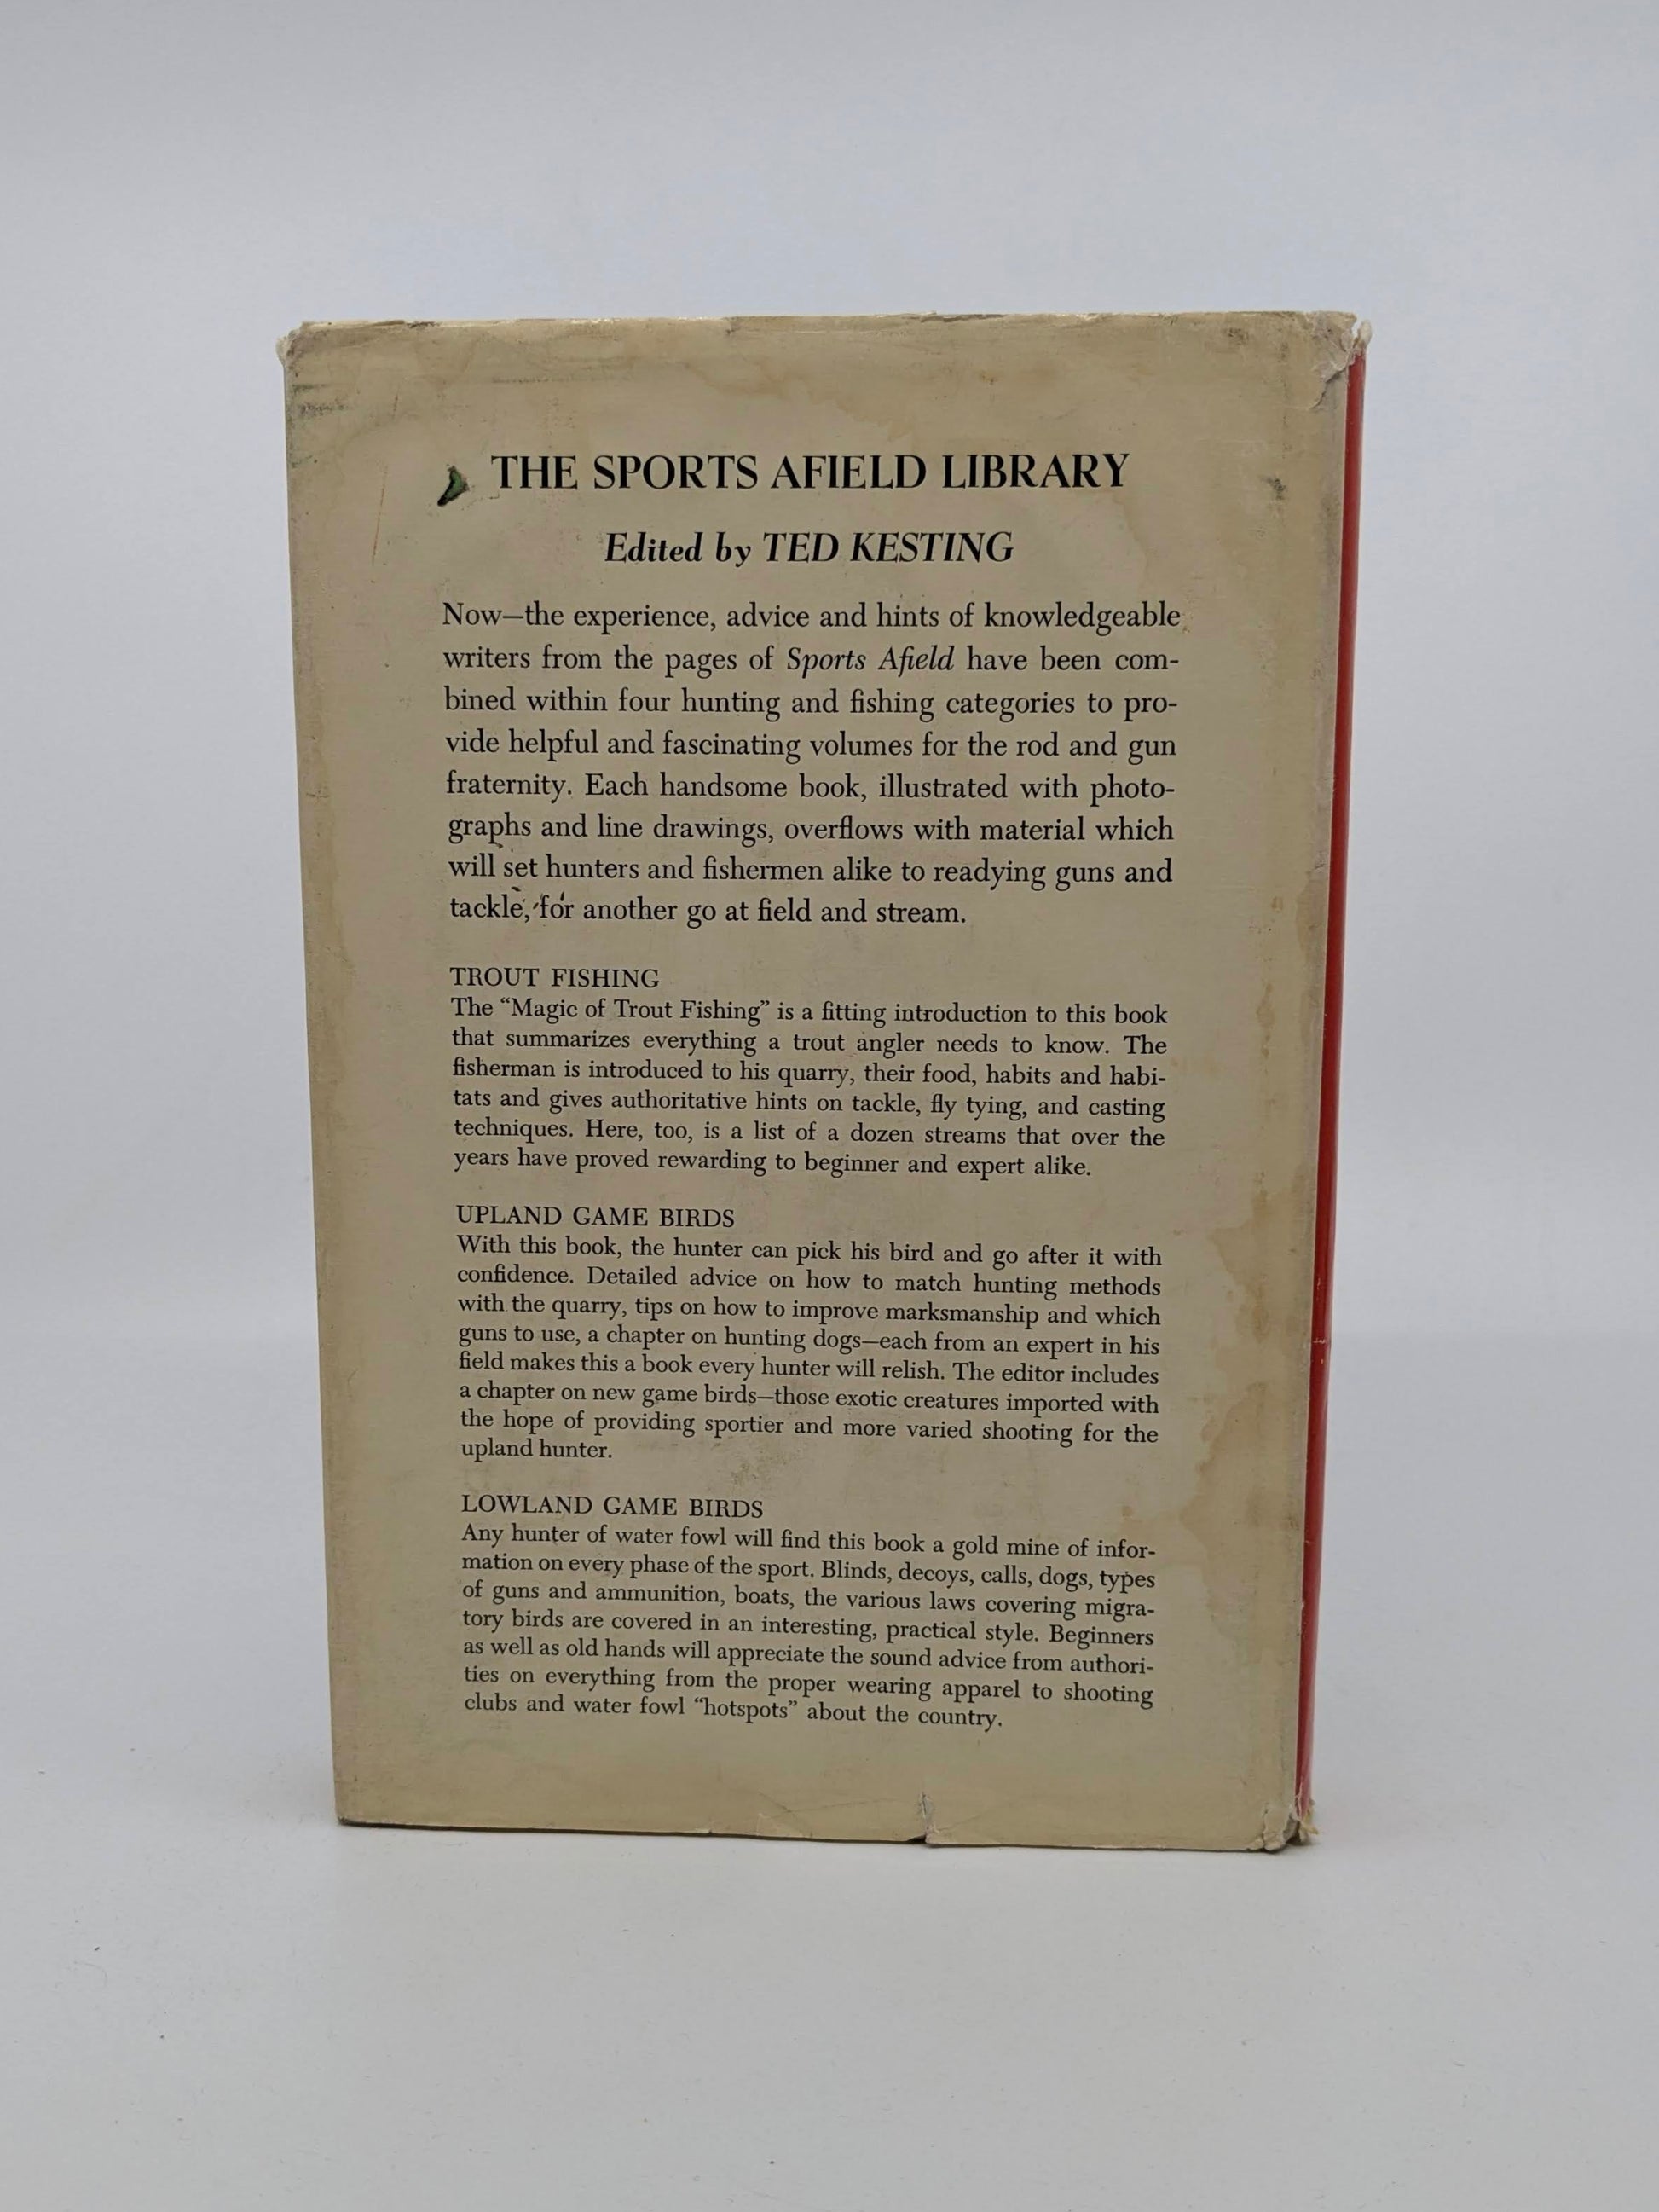 THE SPORTS AFIELD LIBRARY
Edited by TED KESTING
Now—the experience, advice and hints of knowledgeable
writers from the pages of Sports Afield have been com-
bined within four hunting and fishing categories to pro-
vide helpful and fascinating volumes for the rod and gun
fraternity. Each handsome book, illustrated with photo-
graphs and line drawings, overflows with material which
will set hunters and fishermen alike to readying guns and
tackle, for another go at field and stream.
TROUT FISHING
The “Magic of Trout Fishing” is a fitting introduction to this book
that summarizes everything a trout angler needs to know. The
fisherman is introduced to his quarry, their food, habits and habi-
tats and gives authoritative hints on tackle, fly tying, and casting
techniques. Here, too, is a list of a dozen streams that over the
years have proved rewarding to beginner and expert alike.
UPLAND GAME BIRDS
With this book, the hunter can pick his bird and go after it with
confidence. Detailed advice on how to match hunting methods
with the quarry, tips on how to improve marksmanship and which
guns to use, a chapter on hunting dogs—each from an expert in his
field makes this a book every hunter will relish. The editor includes
a chapter on new game birds—those exotic creatures imported with
the hope of providing sportier and more varied shooting for the
upland hunter.
LOWLAND GAME BIRDS
Any hunter of water fowl will find this book a gold mine of infor-
mation on every phase of the sport. Blinds, decoys, calls, dogs, types
of guns and ammunition, boats, the various laws covering migra-
tory birds are covered in an interesting, practical style. Beginners
as well as old hands will appreciate the sound advice from authori-
ties on everything from the proper wearing apparel to shooting
clubs and water fowl “hotspots” about the country.